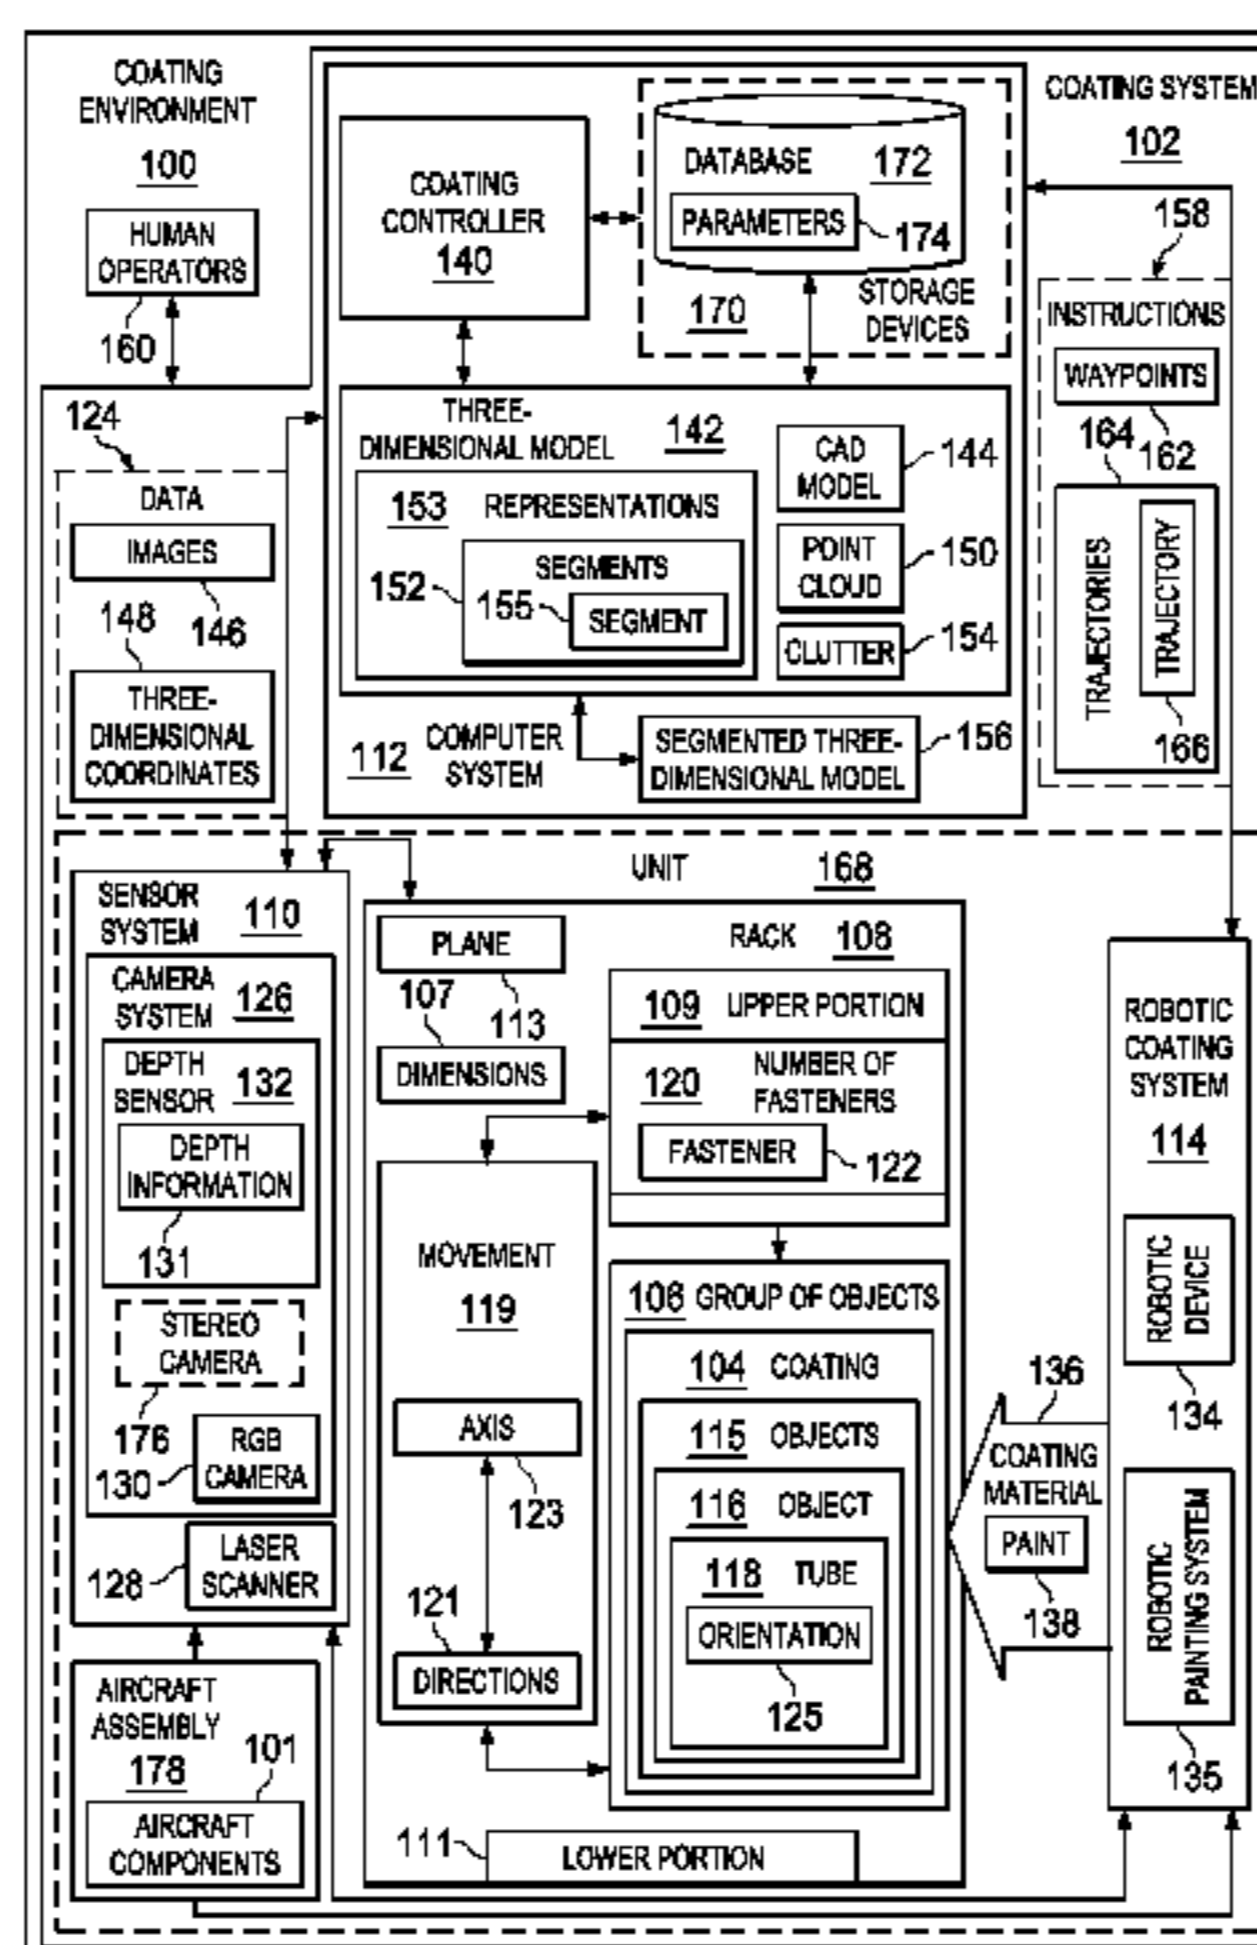 COATING
ENVIRONMENT
100
HUMAN
OPERATORS
160
COATING
CONTROLLER
140
DATABASE 172
PARAMETERS
174
170
STORAGE
DEVICES
COATING SYSTEM
102
158
INSTRUCTIONS
WAYPOINTS
164
162
TRAJECTORIES
TRAJECTORY
166
124
DATA
IMAGES
148
146
THREE-
DIMENSIONAL
COORDINATES
THREE-
DIMENSIONAL MODEL 142
153 REPRESENTATIONS
SEGMENTS
152
155
SEGMENT
CAD
MODEL
144
POINT
CLOUD
150
CLUTTER
154
112
COMPUTER
SYSTEM
SEGMENTED THREE-
DIMENSIONAL MODEL
156
UNIT 168
SENSOR
SYSTEM 110
CAMERA
SYSTEM 126
DEPTH
SENSOR 132
DEPTH
INFORMATION
131
STEREO
CAMERA
176
RGB
CAMERA
130
LASER
SCANNER
128
AIRCRAFT
ASSEMBLY
178
101
AIRCRAFT
COMPONENTS
RACK 108
PLANE
107
113
DIMENSIONS
109 UPPER PORTION
120 NUMBER OF
FASTENERS
FASTENER
122
MOVEMENT
119
AXIS
123
121
DIRECTIONS
106 GROUP OF OBJECTS
104 COATING
115 OBJECTS
116 OBJECT
118 TUBE
ORIENTATION
125
111
LOWER PORTION
136
COATING
MATERIAL
PAINT
138
ROBOTIC
COATING
SYSTEM
114
ROBOTIC
DEVICE
134
ROBOTIC
PAINTING SYSTEM
135